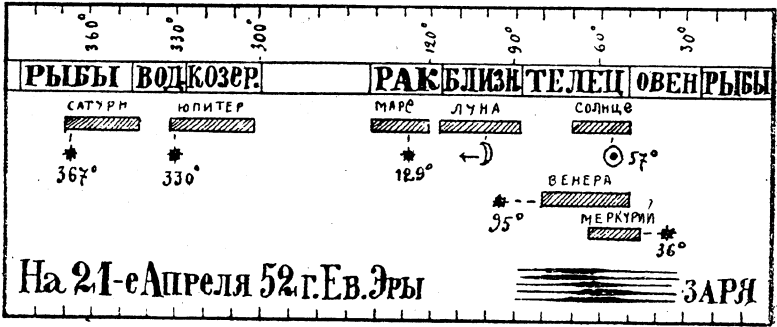 360° 330° 300° 120° 90° 60° 30°
РЫБЫ ВОД. КОЗЕР. РАК БЛИЗН. ТЕЛЕЦ ОВЕН РЫБЫ
САТУРН ЮПИТЕР МАРС ЛУНА СОЛНЦЕ
367° 330° 129° 57°
ВЕНЕРА
95°
МЕРКУРИЙ
36°
На 21-е Апреля 52 г. Ев. Эры ЗАРЯ